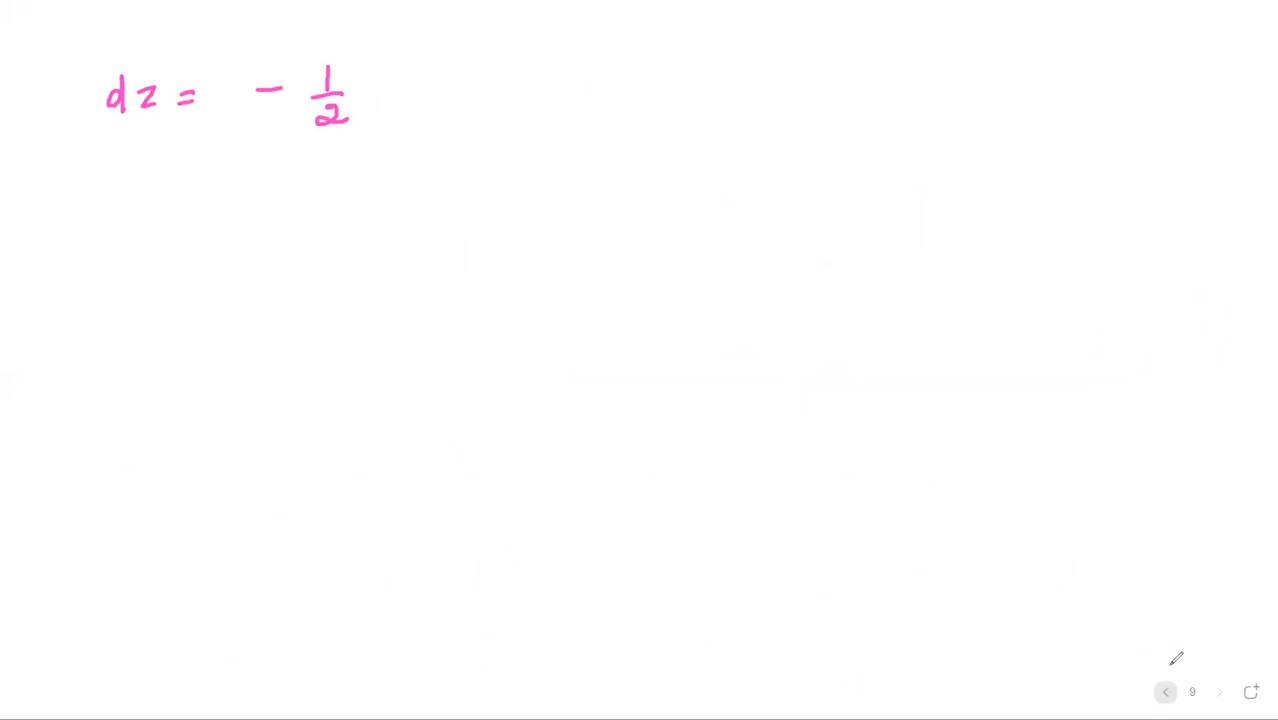 dz = - 1/2
9